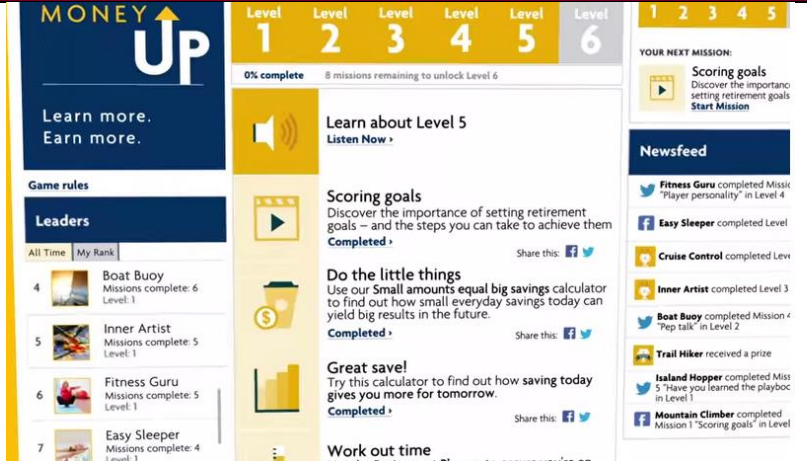 MONEY
UP
Learn more.
Earn more.
Game rules
Leaders
All Time
My Rank
4
Boat Buoy
Missions complete: 6
Level: 1
5
Inner Artist
Missions complete: 5
Level: 1
6
Fitness Guru
Missions complete: 5
Level: 1
7
Easy Sleeper
Missions complete: 4
Level: 1
Level 1
Level 2
Level 3
Level 4
Level 5
Level 6
0% complete
8 missions remaining to unlock Level 6
Learn about Level 5
Listen Now ›
Scoring goals
Discover the importance of setting retirement
goals – and the steps you can take to achieve them
Completed ›
Share this:
Do the little things
Use our Small amounts equal big savings calculator
to find out how small everyday savings today can
yield big results in the future.
Completed ›
Share this:
Great save!
Try this calculator to find out how saving today
gives you more for tomorrow.
Completed ›
Share this:
Work out time
1 2 3 4 5
YOUR NEXT MISSION:
Scoring goals
Discover the importanc
setting retirement goals
Start Mission
Newsfeed
Fitness Guru completed Missic
"Player personality" in Level 4
Easy Sleeper completed Level
Cruise Control completed Leve
Inner Artist completed Level 3
Boat Buoy completed Mission 4
"Pep talk" in Level 2
Trail Hiker received a prize
Isaland Hopper completed Miss
5 "Have you learned the playboo
in Level 1
Mountain Climber completed
Mission 1 "Scoring goals" in Level